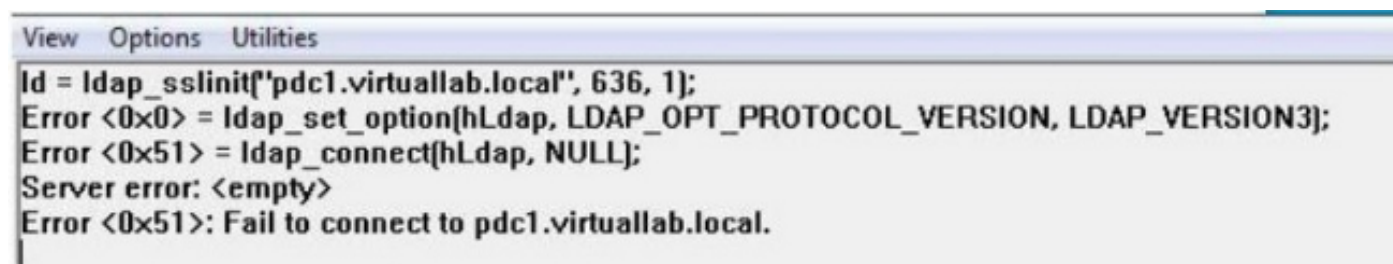 View Options Utilities
ld = ldap_sslinit("pdc1.virtuallab.local", 636, 1);
Error <0x0> = ldap_set_option(hLdap, LDAP_OPT_PROTOCOL_VERSION, LDAP_VERSION3);
Error <0x51> = ldap_connect(hLdap, NULL);
Server error: <empty>
Error <0x51>: Fail to connect to pdc1.virtuallab.local.